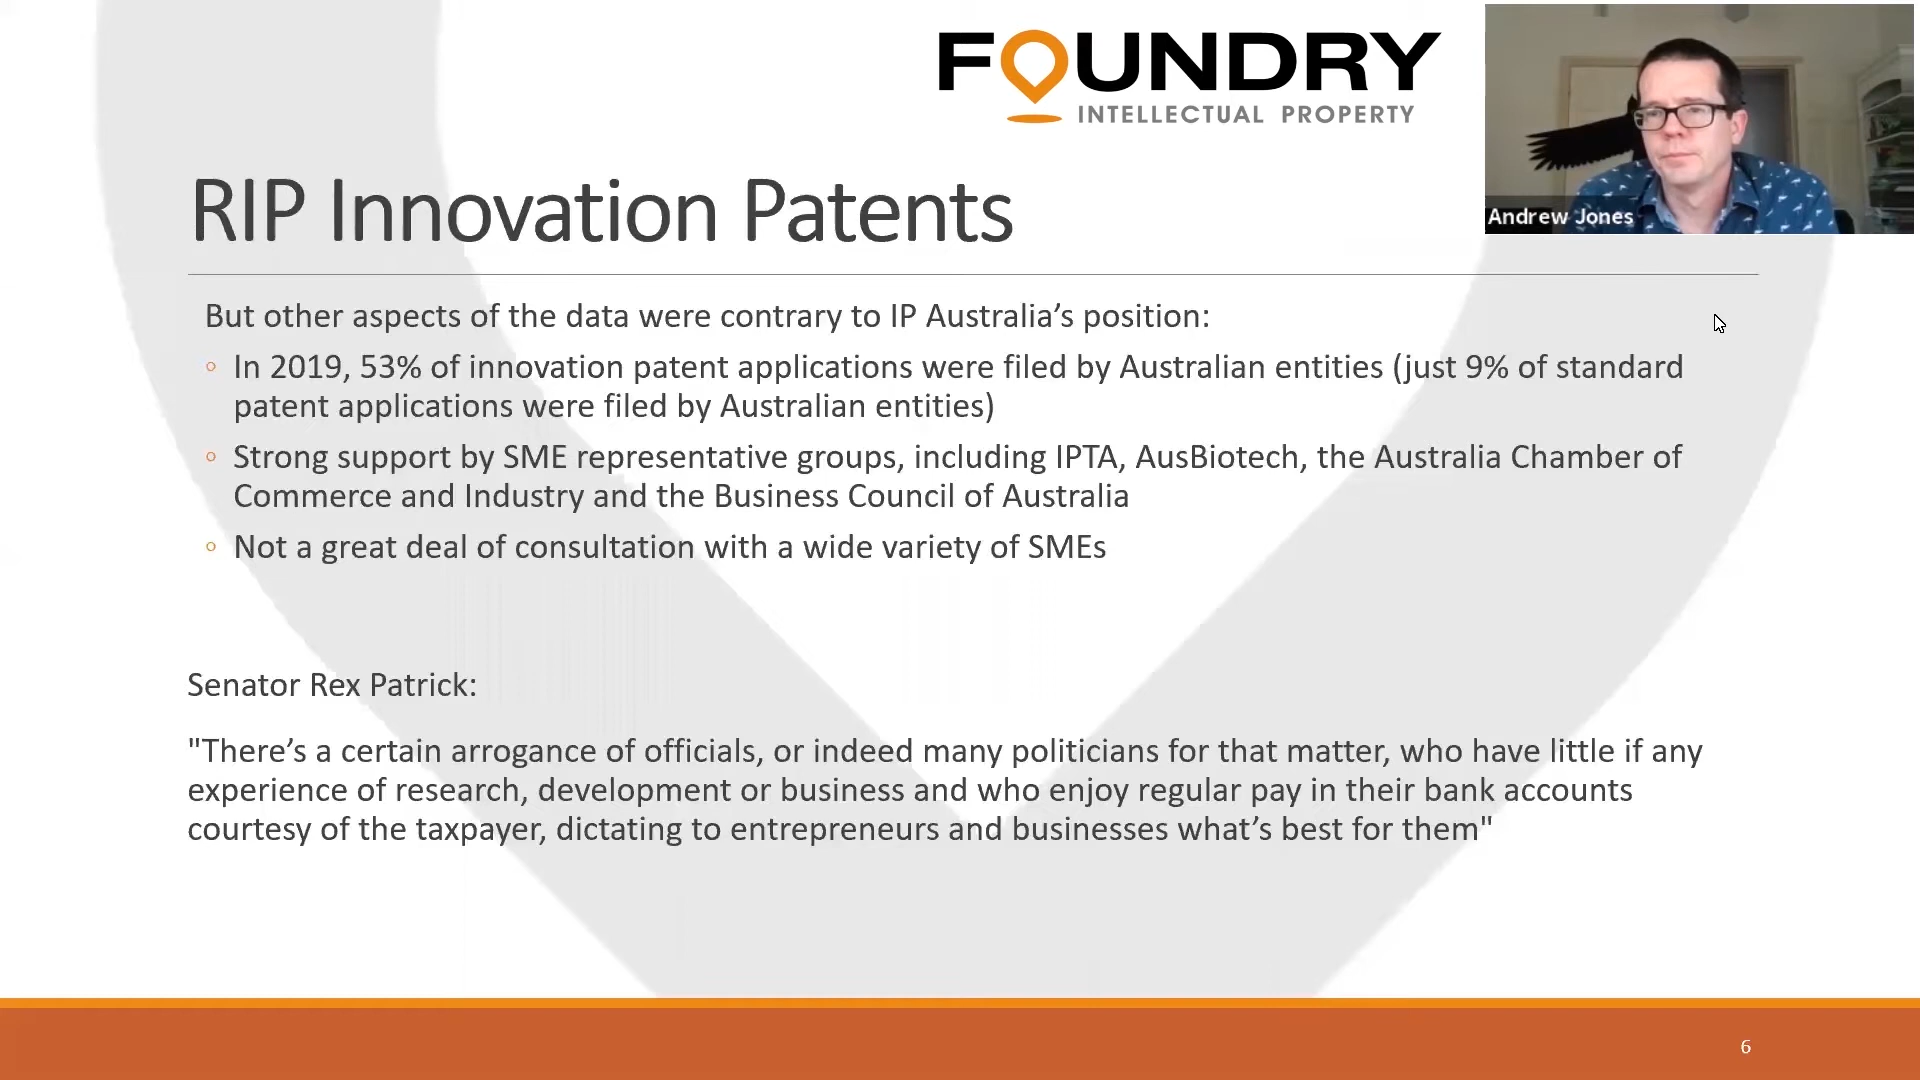 FOUNDRY
INTELLECTUAL PROPERTY
Andrew Jones
RIP Innovation Patents
But other aspects of the data were contrary to IP Australia’s position:
◦ In 2019, 53% of innovation patent applications were filed by Australian entities (just 9% of standard
patent applications were filed by Australian entities)
◦ Strong support by SME representative groups, including IPTA, AusBiotech, the Australia Chamber of
Commerce and Industry and the Business Council of Australia
◦ Not a great deal of consultation with a wide variety of SMEs
Senator Rex Patrick:
"There’s a certain arrogance of officials, or indeed many politicians for that matter, who have little if any
experience of research, development or business and who enjoy regular pay in their bank accounts
courtesy of the taxpayer, dictating to entrepreneurs and businesses what’s best for them"
6